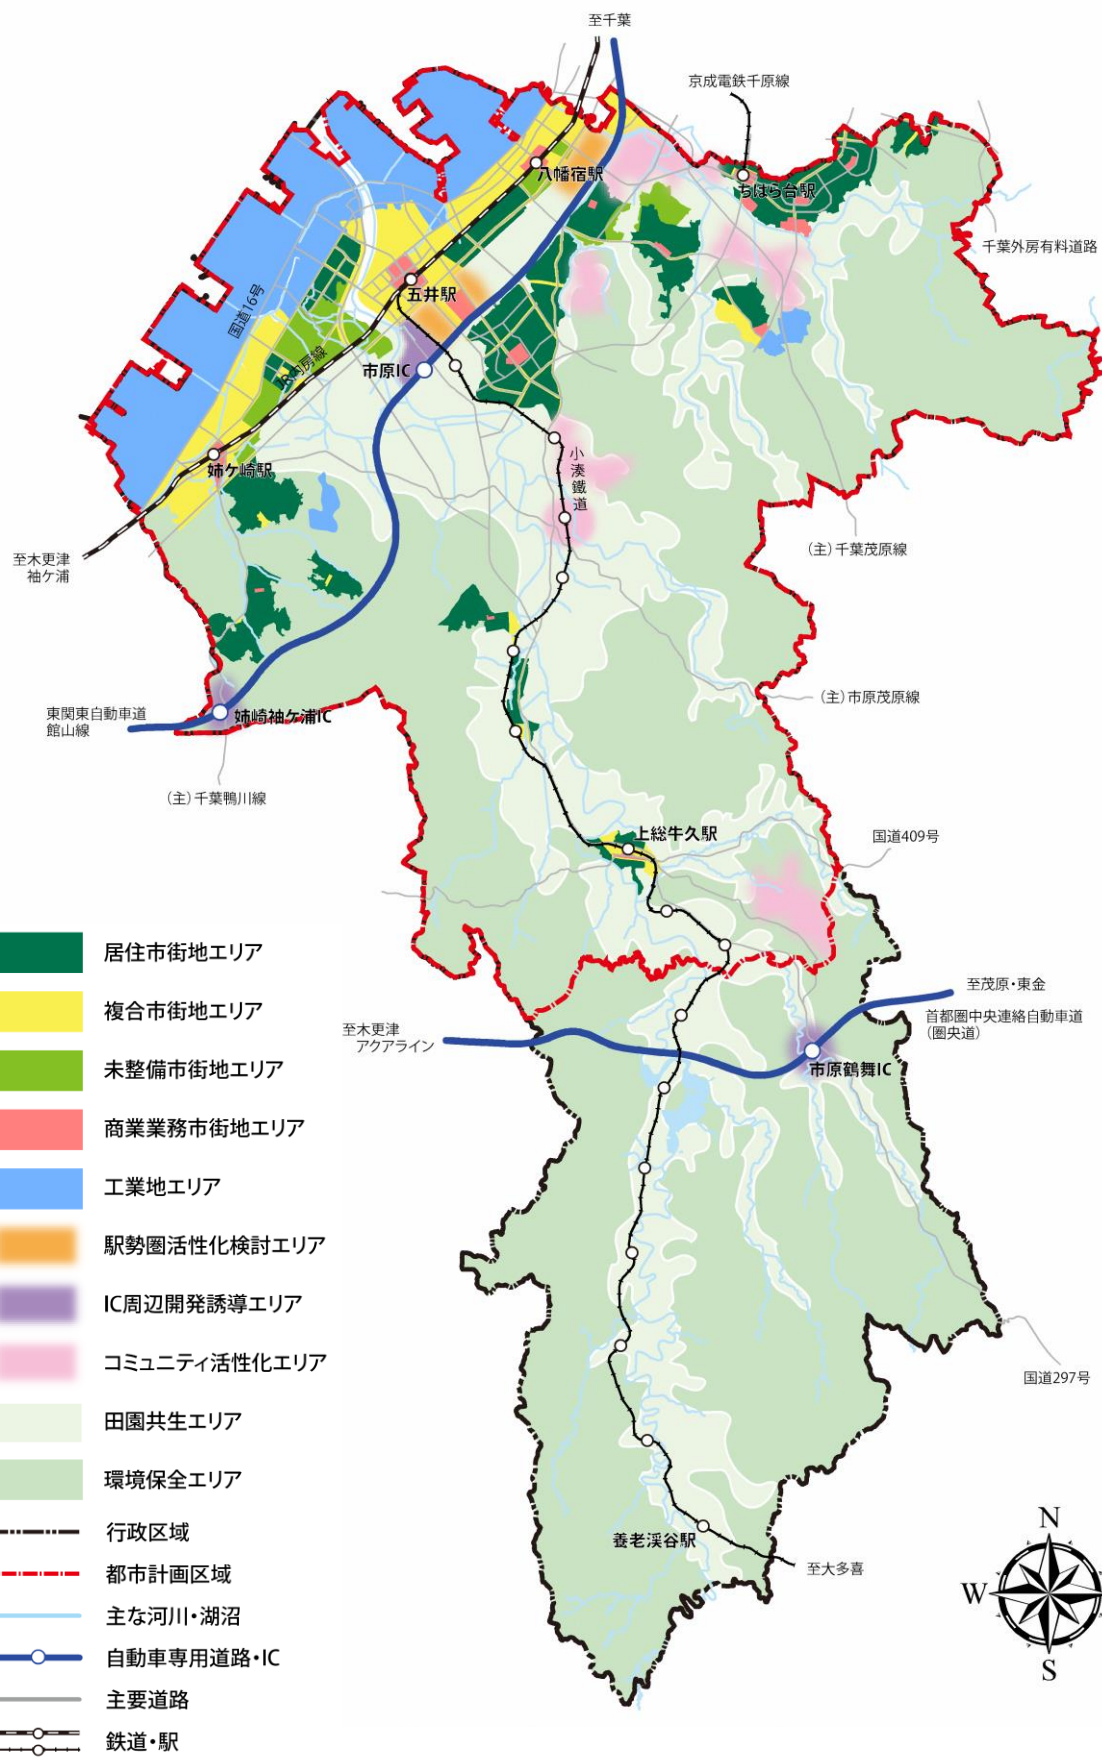 至千葉
京成電鉄千原線
八幡宿駅
ちはら台駅
千葉外房有料道路
国道16号
五井駅
JR内房線
市原IC
姉ケ崎駅
小湊鐵道
(主)千葉茂原線
至木更津
袖ケ浦
(主)市原茂原線
東関東自動車道
館山線
姉崎袖ケ浦IC
(主)千葉鴨川線
上総牛久駅
国道409号
至茂原・東金
首都圏中央連絡自動車道
(圏央道)
至木更津
アクアライン
市原鶴舞IC
国道297号
養老渓谷駅
至大多喜
居住市街地エリア
複合市街地エリア
未整備市街地エリア
商業業務市街地エリア
工業地エリア
駅勢圏活性化検討エリア
IC周辺開発誘導エリア
コミュニティ活性化エリア
田園共生エリア
環境保全エリア
行政区域
都市計画区域
主な河川・湖沼
自動車専用道路・IC
主要道路
鉄道・駅
N
W
S